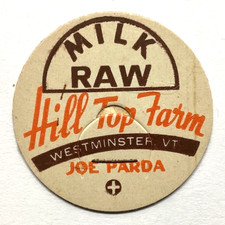 MILK
RAW
Hill Top Farm
WESTMINSTER, VT
JOE PARDA